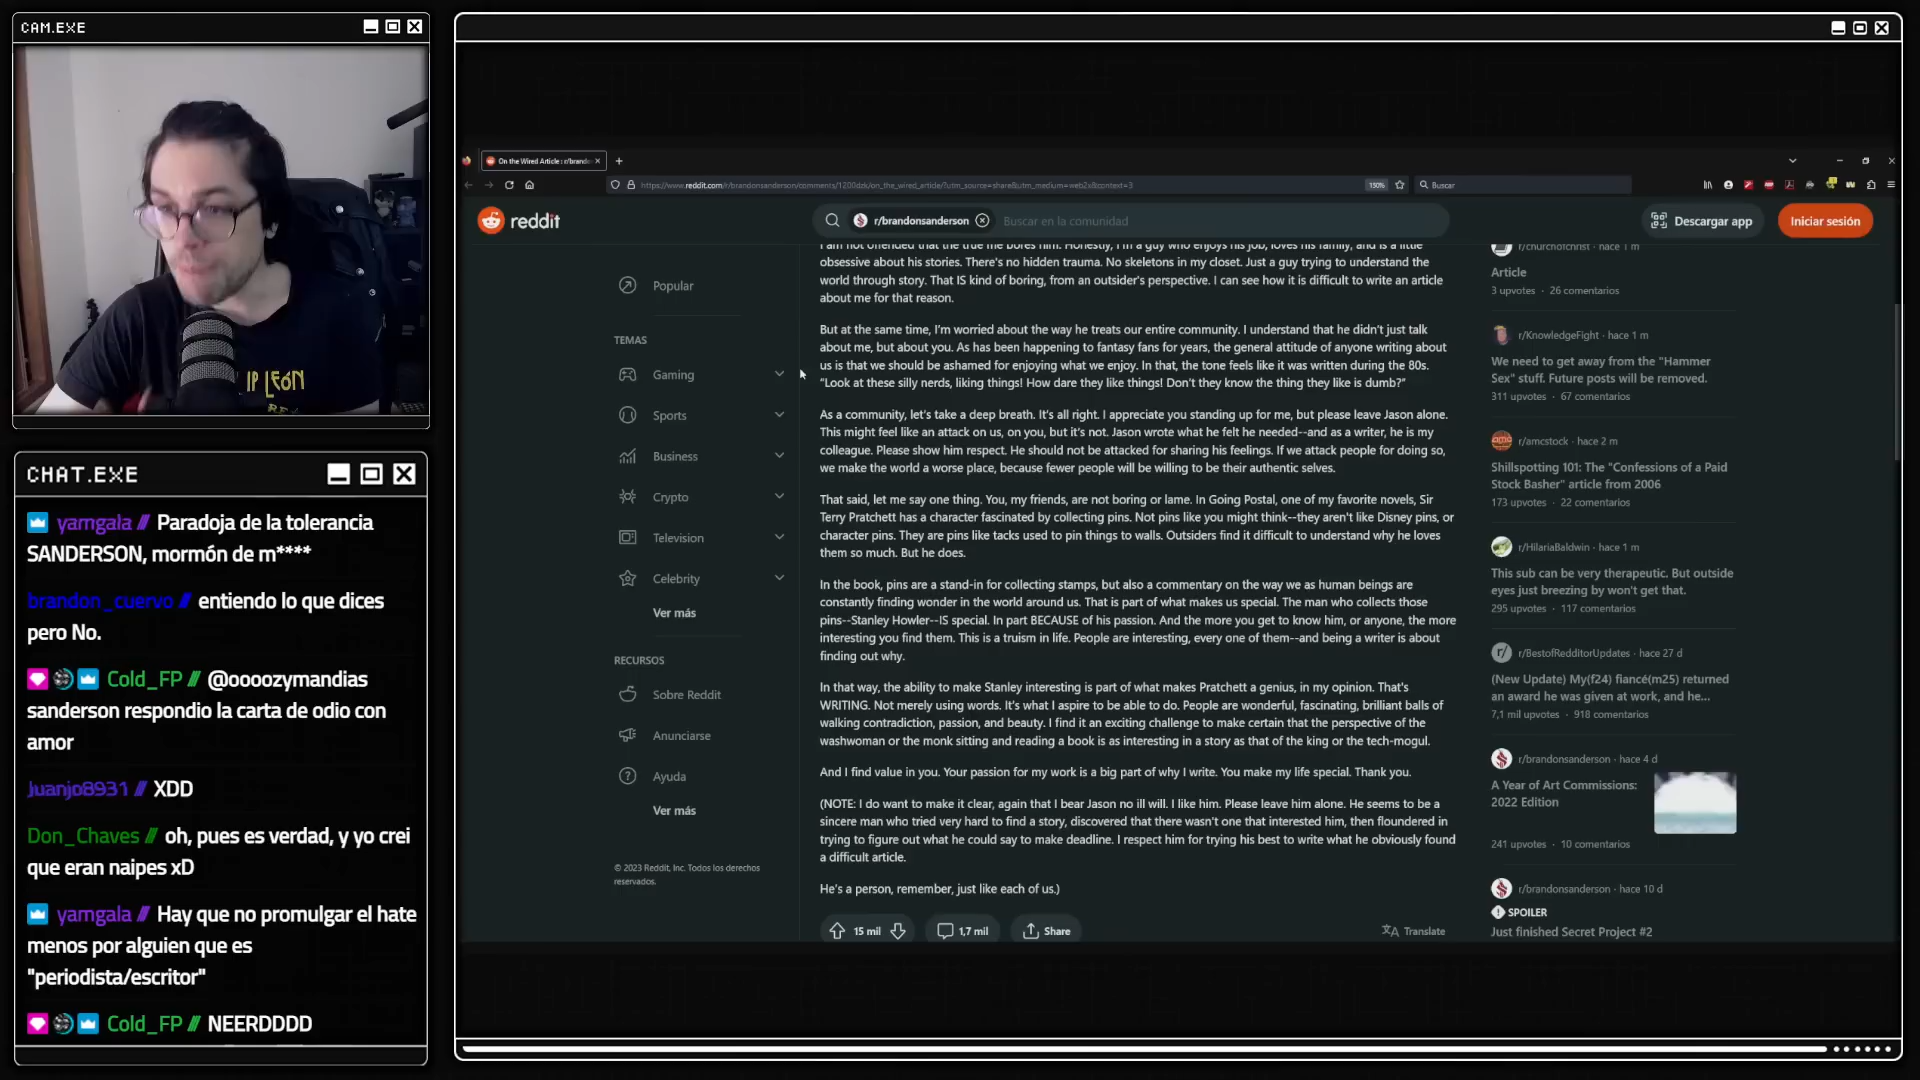 CAM.EXE
IP LEÓN
CHAT.EXE
yamgala // Paradoja de la tolerancia
SANDERSON, mormón de m****
brandon_cuervo // entiendo lo que dices
pero No.
Cold_FP // @oooozymandias
sanderson respondio la carta de odio con
amor
Juanjo8931 // XDD
Don_Chaves // oh, pues es verdad, y yo crei
que eran naipes xD
yamgala // Hay que no promulgar el hate
menos por alguien que es
"periodista/escritor"
Cold_FP // NEERDDDD
On the Wired Article : r/brande
150%
Buscar
reddit
r/brandonsanderson
Buscar en la comunidad
Descargar app
Iniciar sesión
Popular
TEMAS
Gaming
Sports
Business
Crypto
Television
Celebrity
Ver más
RECURSOS
Sobre Reddit
Anunciarse
Ayuda
Ver más
© 2023 Reddit, Inc. Todos los derechos
reservados.
I am not offended that the true me bores him. Honestly, I'm a guy who enjoys his job, loves his family, and is a little
obsessive about his stories. There's no hidden trauma. No skeletons in my closet. Just a guy trying to understand the
world through story. That IS kind of boring, from an outsider's perspective. I can see how it is difficult to write an article
about me for that reason.
But at the same time, I'm worried about the way he treats our entire community. I understand that he didn't just talk
about me, but about you. As has been happening to fantasy fans for years, the general attitude of anyone writing about
us is that we should be ashamed for enjoying what we enjoy. In that, the tone feels like it was written during the 80s.
"Look at these silly nerds, liking things! How dare they like things! Don't they know the thing they like is dumb?"
As a community, let's take a deep breath. It's all right. I appreciate you standing up for me, but please leave Jason alone.
This might feel like an attack on us, on you, but it's not. Jason wrote what he felt he needed--and as a writer, he is my
colleague. Please show him respect. He should not be attacked for sharing his feelings. If we attack people for doing so,
we make the world a worse place, because fewer people will be willing to be their authentic selves.
That said, let me say one thing. You, my friends, are not boring or lame. In Going Postal, one of my favorite novels, Sir
Terry Pratchett has a character fascinated by collecting pins. Not pins like you might think--they aren't like Disney pins, or
character pins. They are pins like tacks used to pin things to walls. Outsiders find it difficult to understand why he loves
them so much. But he does.
In the book, pins are a stand-in for collecting stamps, but also a commentary on the way we as human beings are
constantly finding wonder in the world around us. That is part of what makes us special. The man who collects those
pins--Stanley Howler--IS special. In part BECAUSE of his passion. And the more you get to know him, or anyone, the more
interesting you find them. This is a truism in life. People are interesting, every one of them--and being a writer is about
finding out why.
In that way, the ability to make Stanley interesting is part of what makes Pratchett a genius, in my opinion. That's
WRITING. Not merely using words. It's what I aspire to be able to do. People are wonderful, fascinating, brilliant balls of
walking contradiction, passion, and beauty. I find it an exciting challenge to make certain that the perspective of the
washwoman or the monk sitting and reading a book is as interesting in a story as that of the king or the tech-mogul.
And I find value in you. Your passion for my work is a big part of why I write. You make my life special. Thank you.
(NOTE: I do want to make it clear, again that I bear Jason no ill will. I like him. Please leave him alone. He seems to be a
sincere man who tried very hard to find a story, discovered that there wasn't one that interested him, then floundered in
trying to figure out what he could say to make deadline. I respect him for trying his best to write what he obviously found
a difficult article.
He's a person, remember, just like each of us.)
15 mil
1,7 mil
Share
Translate
r/churchofchrist · hace 1 m
Article
3 upvotes · 26 comentarios
r/KnowledgeFight · hace 1 m
We need to get away from the "Hammer
Sex" stuff. Future posts will be removed.
311 upvotes · 67 comentarios
r/amcstock · hace 2 m
Shillspotting 101: The "Confessions of a Paid
Stock Basher" article from 2006
173 upvotes · 22 comentarios
r/HilariaBaldwin · hace 1 m
This sub can be very therapeutic. But outside
eyes just breezing by won't get that.
295 upvotes · 117 comentarios
r/BestofRedditorUpdates · hace 27 d
(New Update) My(f24) fiancé(m25) returned
an award he was given at work, and he...
7,1 mil upvotes · 918 comentarios
r/brandonsanderson · hace 4 d
A Year of Art Commissions:
2022 Edition
241 upvotes · 10 comentarios
r/brandonsanderson · hace 10 d
SPOILER
Just finished Secret Project #2